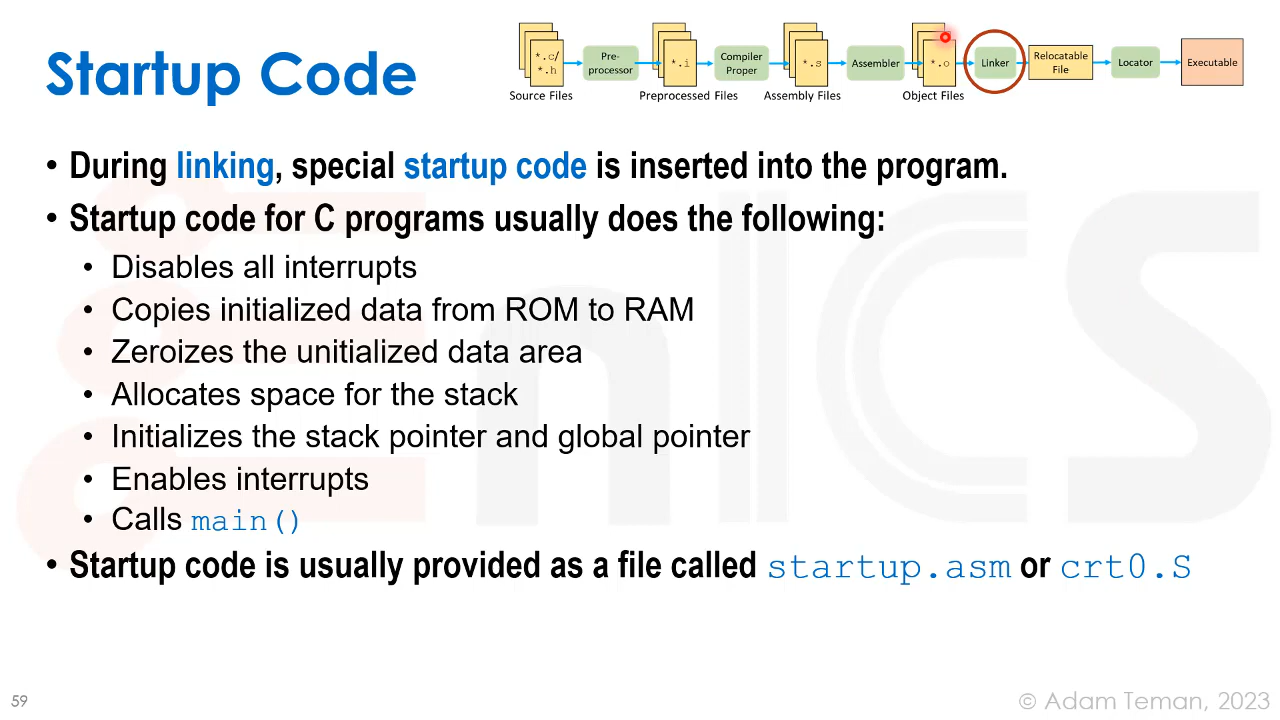 Startup Code
*.c/
*.h
Source Files
Pre-
processor
*.i
Preprocessed Files
Compiler
Proper
*.s
Assembly Files
Assembler
*.o
Object Files
Linker
Relocatable
File
Locator
Executable
• During linking, special startup code is inserted into the program.
• Startup code for C programs usually does the following:
• Disables all interrupts
• Copies initialized data from ROM to RAM
• Zeroizes the unitialized data area
• Allocates space for the stack
• Initializes the stack pointer and global pointer
• Enables interrupts
• Calls main()
• Startup code is usually provided as a file called startup.asm or crt0.S
EnICS
59
© Adam Teman, 2023